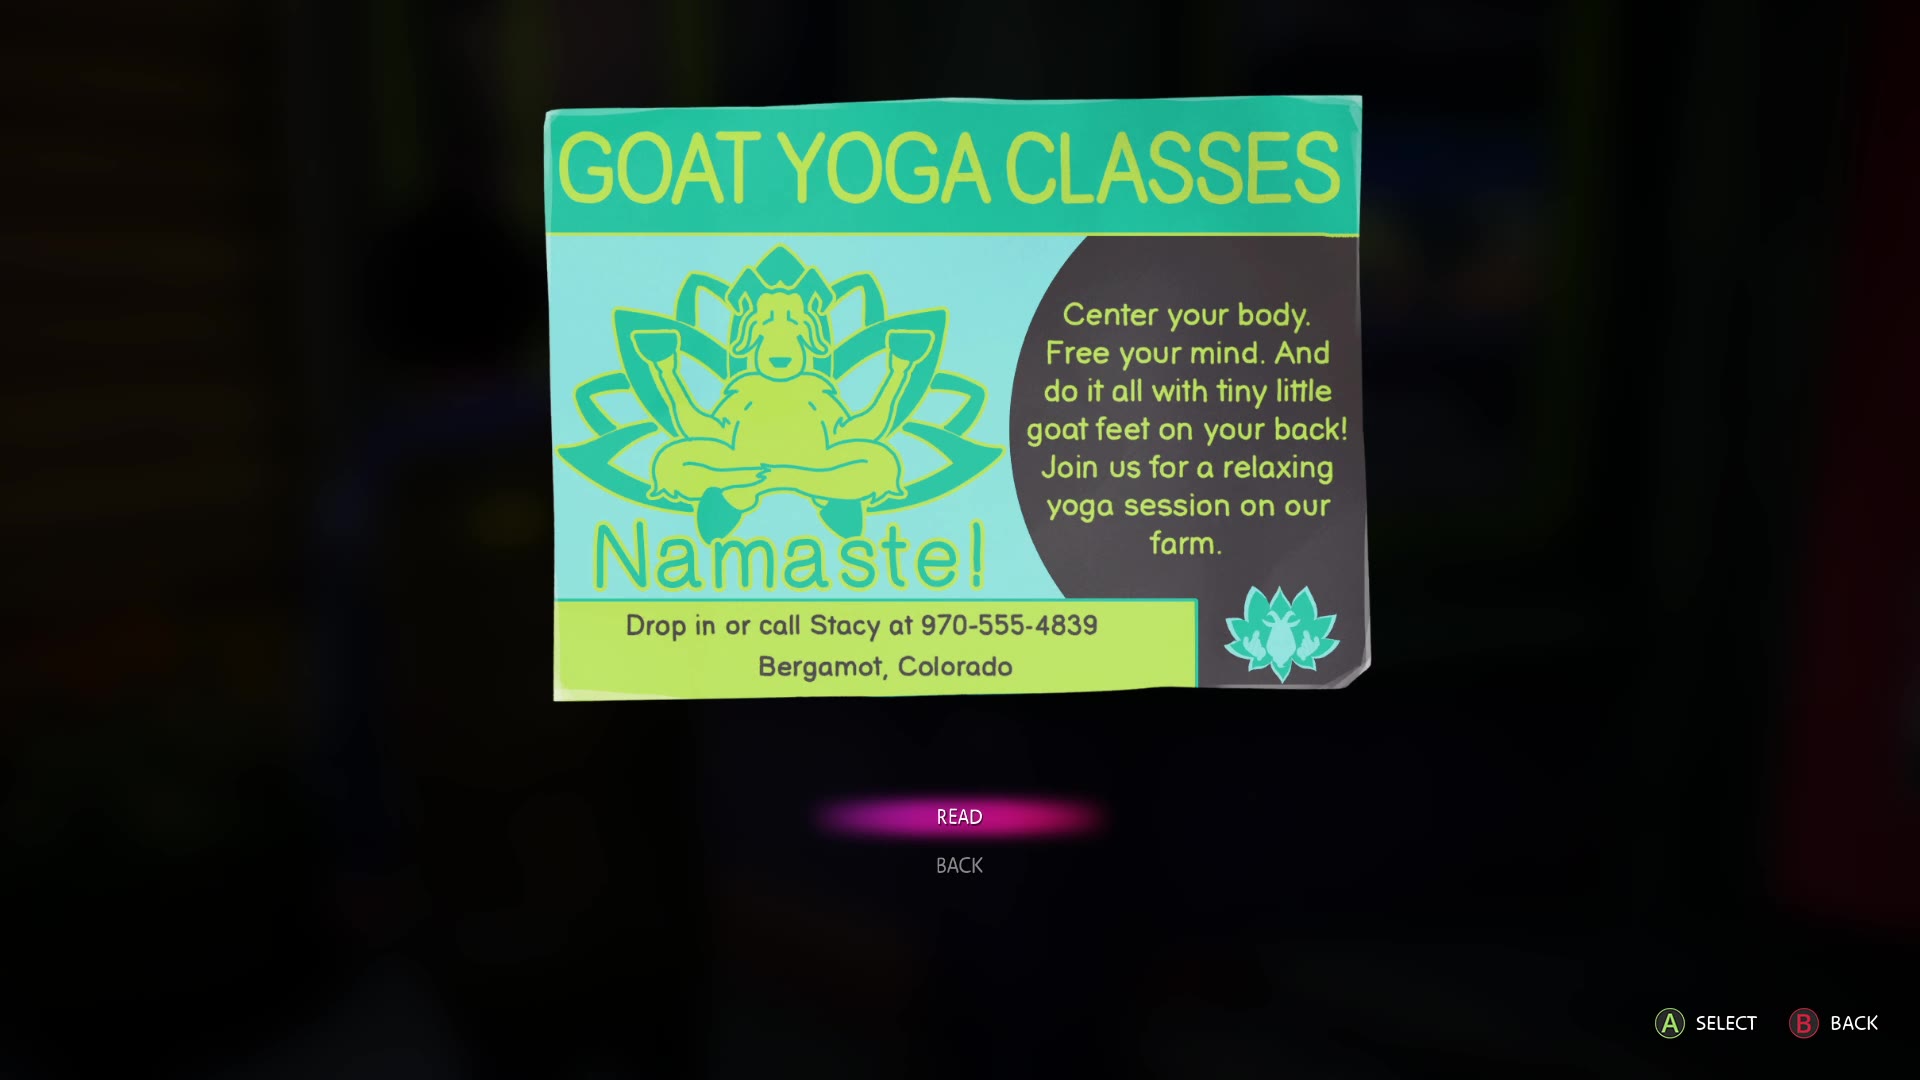 GOAT YOGA CLASSES
Center your body.
Free your mind. And
do it all with tiny little
goat feet on your back!
Join us for a relaxing
yoga session on our
farm.
Namaste!
Drop in or call Stacy at 970-555-4839
Bergamot, Colorado
READ
BACK
A SELECT B BACK